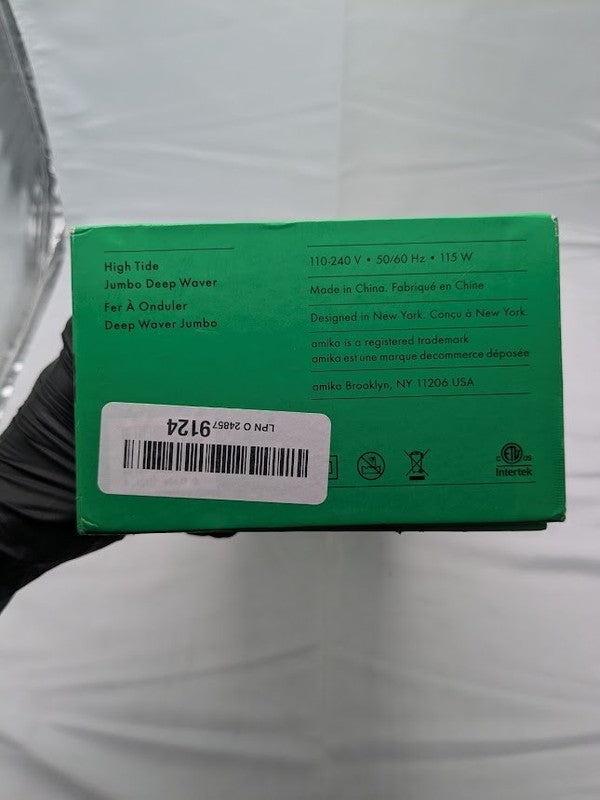 High Tide
Jumbo Deep Waver
Fer À Onduler
Deep Waver Jumbo
110-240 V • 50/60 Hz • 115 W
Made in China. Fabriqué en Chine
Designed in New York. Conçu à New York.
amika is a registered trademark
amika est une marque decommerce déposée
amika Brooklyn, NY 11206 USA
LPN O 24857
9124
C ETL US
Intertek